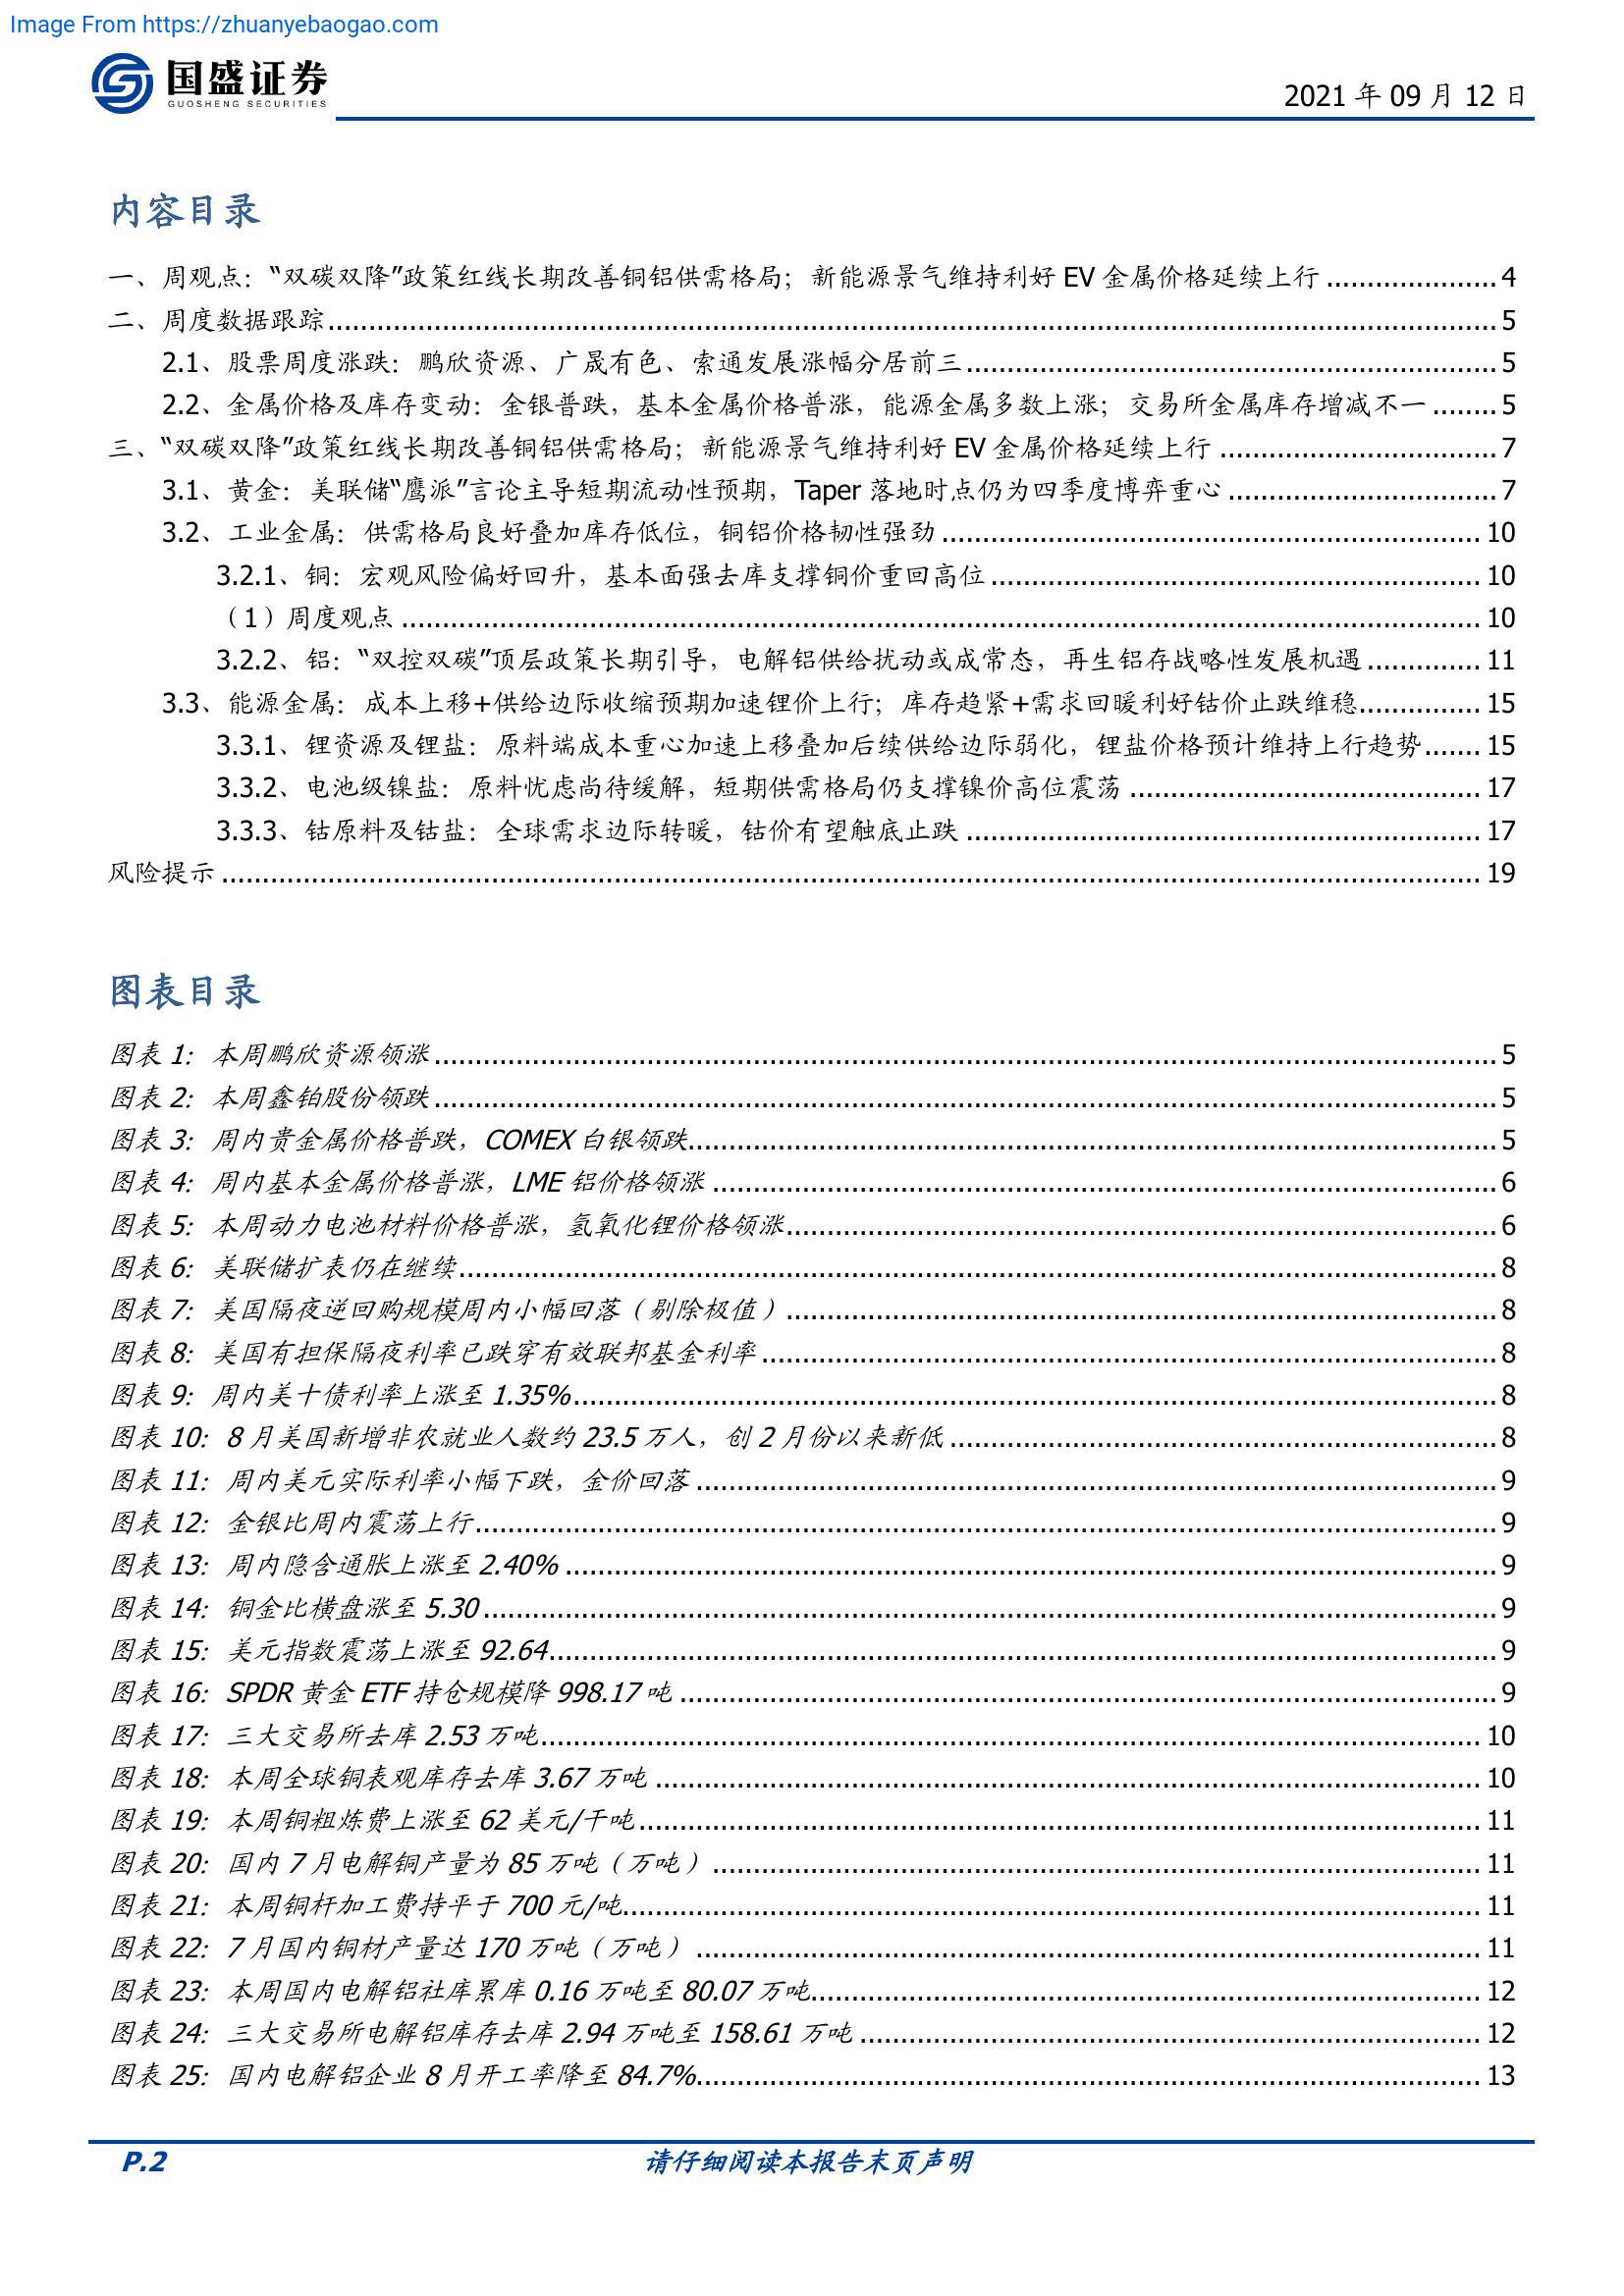 Image From https://zhuanyebaogao.com
国盛证券
GUOSHENG SECURITIES
2021 年 09 月 12 日
内容目录
一、周观点：“双碳双降”政策红线长期改善铜铝供需格局；新能源景气维持利好 EV 金属价格延续上行 ..................... 4
二、周度数据跟踪 ..................... 5
2.1、股票周度涨跌：鹏欣资源、广晟有色、索通发展涨幅分居前三 ..................... 5
2.2、金属价格及库存变动：金银普跌，基本金属价格普涨，能源金属多数上涨；交易所金属库存增减不一 ........ 5
三、“双碳双降”政策红线长期改善铜铝供需格局；新能源景气维持利好 EV 金属价格延续上行 ..................... 7
3.1、黄金：美联储“鹰派”言论主导短期流动性预期，Taper 落地时点仍为四季度博弈重心 ..................... 7
3.2、工业金属：供需格局良好叠加库存低位，铜铝价格韧性强劲 ..................... 10
3.2.1、铜：宏观风险偏好回升，基本面强去库支撑铜价重回高位 ..................... 10
（1）周度观点 ..................... 10
3.2.2、铝：“双控双碳”顶层政策长期引导，电解铝供给扰动或成常态，再生铝存战略性发展机遇 .............. 11
3.3、能源金属：成本上移+供给边际收缩预期加速锂价上行；库存趋紧+需求回暖利好钴价止跌维稳............... 15
3.3.1、锂资源及锂盐：原料端成本重心加速上移叠加后续供给边际弱化，锂盐价格预计维持上行趋势....... 15
3.3.2、电池级镍盐：原料忧虑尚待缓解，短期供需格局仍支撑镍价高位震荡 ..................... 17
3.3.3、钴原料及钴盐：全球需求边际转暖，钴价有望触底止跌 ..................... 17
风险提示 ..................... 19
图表目录
图表 1：本周鹏欣资源领涨 ..................... 5
图表 2：本周鑫铂股份领跌 ..................... 5
图表 3：周内贵金属价格普跌，COMEX 白银领跌 ..................... 5
图表 4：周内基本金属价格普涨，LME 铝价格领涨 ..................... 6
图表 5：本周动力电池材料价格普涨，氢氧化锂价格领涨 ..................... 6
图表 6：美联储扩表仍在继续 ..................... 8
图表 7：美国隔夜逆回购规模周内小幅回落（剔除极值） ..................... 8
图表 8：美国有担保隔夜利率已跌穿有效联邦基金利率 ..................... 8
图表 9：周内美十债利率上涨至 1.35% ..................... 8
图表 10：8 月美国新增非农就业人数约 23.5 万人，创 2 月份以来新低 ..................... 8
图表 11：周内美元实际利率小幅下跌，金价回落 ..................... 9
图表 12：金银比周内震荡上行 ..................... 9
图表 13：周内隐含通胀上涨至 2.40% ..................... 9
图表 14：铜金比横盘涨至 5.30 ..................... 9
图表 15：美元指数震荡上涨至 92.64 ..................... 9
图表 16：SPDR 黄金 ETF 持仓规模降 998.17 吨 ..................... 9
图表 17：三大交易所去库 2.53 万吨 ..................... 10
图表 18：本周全球铜表观库存去库 3.67 万吨 ..................... 10
图表 19：本周铜粗炼费上涨至 62 美元/干吨 ..................... 11
图表 20：国内 7 月电解铜产量为 85 万吨（万吨） ..................... 11
图表 21：本周铜杆加工费持平于 700 元/吨 ..................... 11
图表 22：7 月国内铜材产量达 170 万吨（万吨） ..................... 11
图表 23：本周国内电解铝社库累库 0.16 万吨至 80.07 万吨 ..................... 12
图表 24：三大交易所电解铝库存去库 2.94 万吨至 158.61 万吨 ..................... 12
图表 25：国内电解铝企业 8 月开工率降至 84.7% ..................... 13
P.2
请仔细阅读本报告末页声明